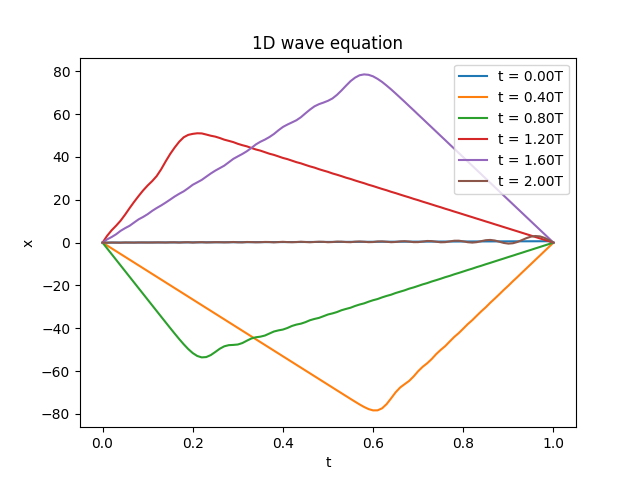 1D wave equation
t = 0.00T
t = 0.40T
t = 0.80T
t = 1.20T
t = 1.60T
t = 2.00T
80
60
40
20
0
−20
−40
−60
−80
x
0.0 0.2 0.4 0.6 0.8 1.0
t